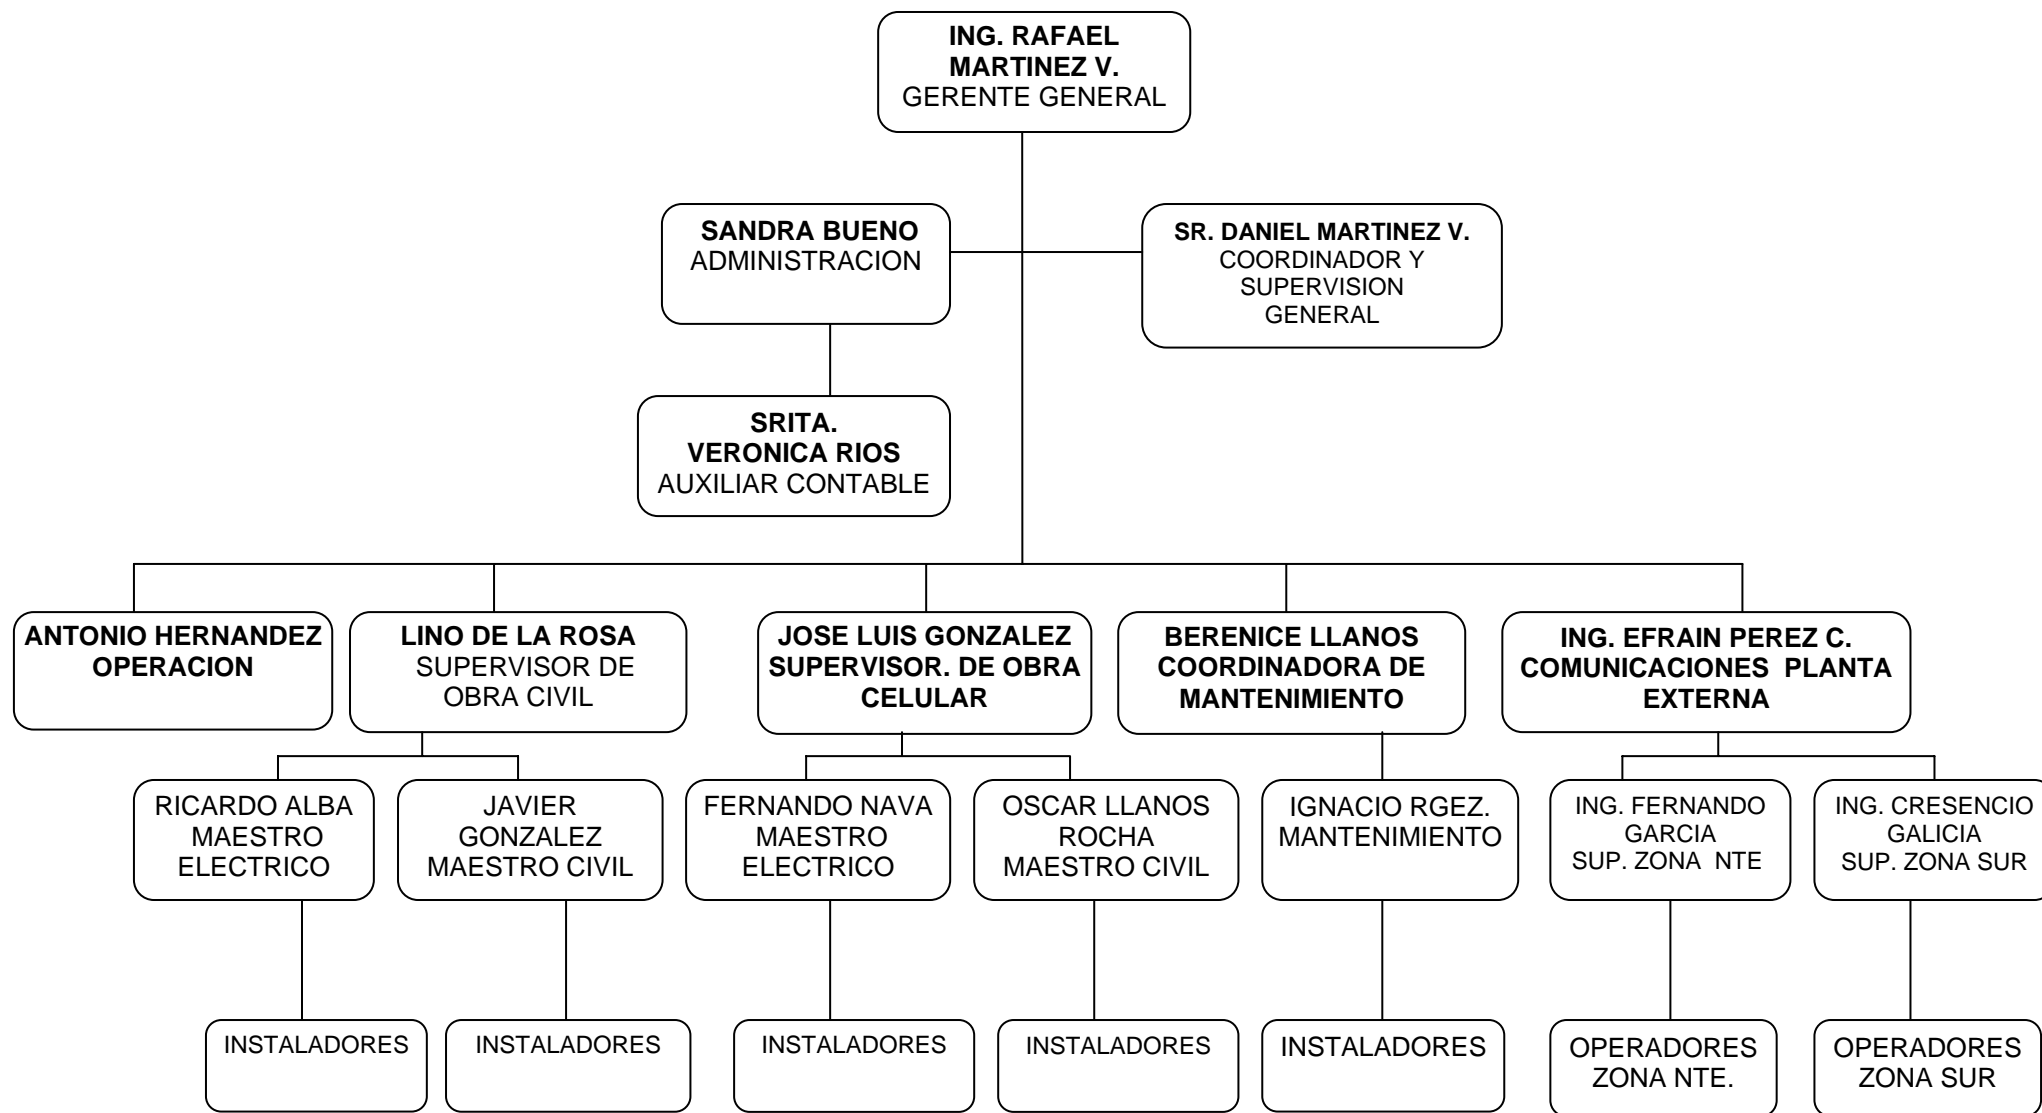 ING. RAFAEL
MARTINEZ V.
GERENTE GENERAL
SANDRA BUENO
ADMINISTRACION
SR. DANIEL MARTINEZ V.
COORDINADOR Y
SUPERVISION
GENERAL
SRITA.
VERONICA RIOS
AUXILIAR CONTABLE
ANTONIO HERNANDEZ
OPERACION
LINO DE LA ROSA
SUPERVISOR DE
OBRA CIVIL
JOSE LUIS GONZALEZ
SUPERVISOR. DE OBRA
CELULAR
BERENICE LLANOS
COORDINADORA DE
MANTENIMIENTO
ING. EFRAIN PEREZ C.
COMUNICACIONES PLANTA
EXTERNA
RICARDO ALBA
MAESTRO
ELECTRICO
JAVIER
GONZALEZ
MAESTRO CIVIL
FERNANDO NAVA
MAESTRO
ELECTRICO
OSCAR LLANOS
ROCHA
MAESTRO CIVIL
IGNACIO RGEZ.
MANTENIMIENTO
ING. FERNANDO
GARCIA
SUP. ZONA NTE
ING. CRESENCIO
GALICIA
SUP. ZONA SUR
INSTALADORES
INSTALADORES
INSTALADORES
INSTALADORES
INSTALADORES
OPERADORES
ZONA NTE.
OPERADORES
ZONA SUR